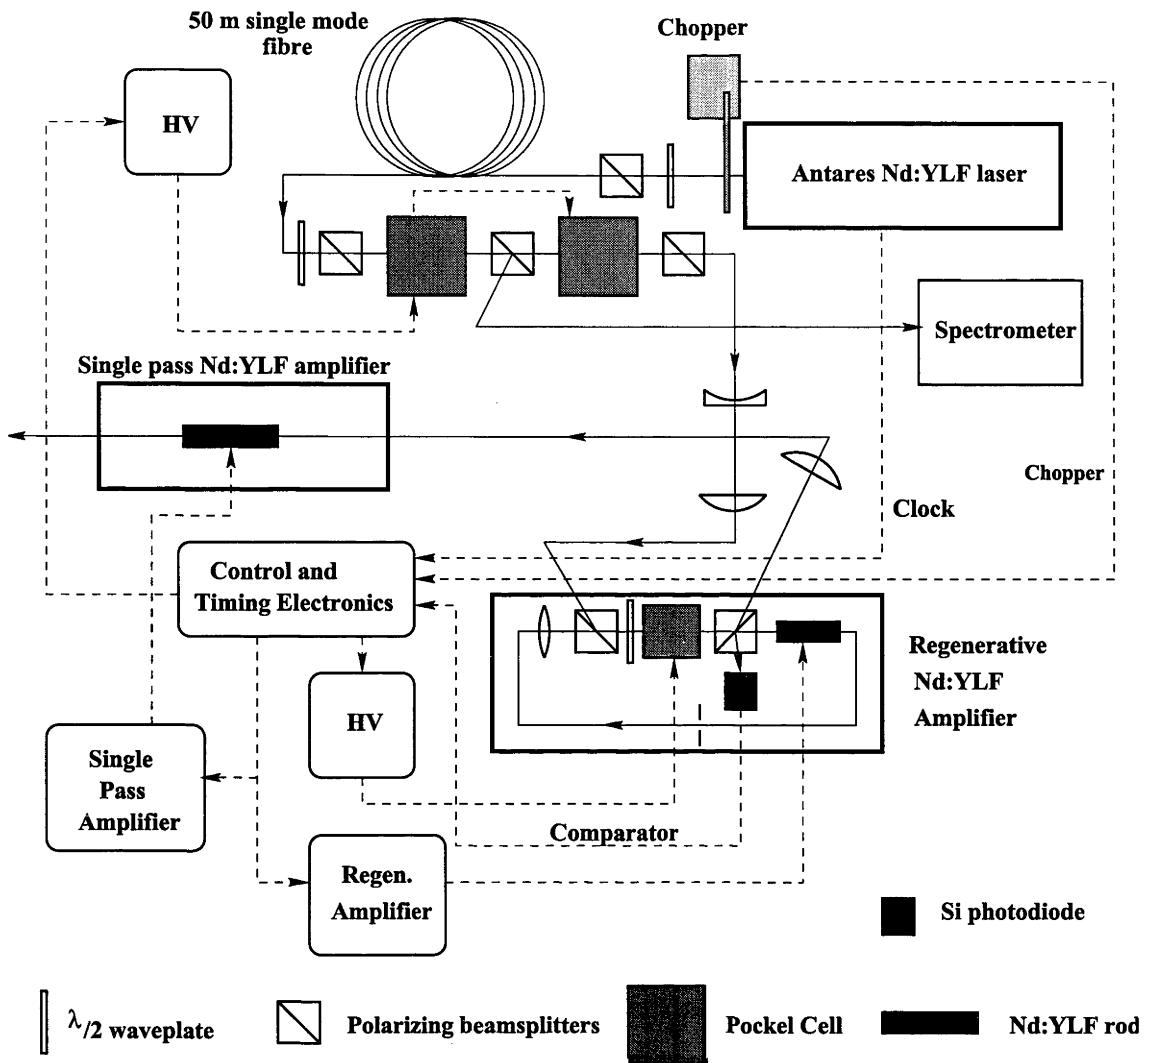 50 m single mode
fibre
Chopper
HV
Antares Nd:YLF laser
Spectrometer
Single pass Nd:YLF amplifier
Chopper
Clock
Control and
Timing Electronics
Regenerative
Nd:YLF
Amplifier
HV
Single
Pass
Amplifier
Comparator
Regen.
Amplifier
Si photodiode
λ/2 waveplate
Polarizing beamsplitters
Pockel Cell
Nd:YLF rod